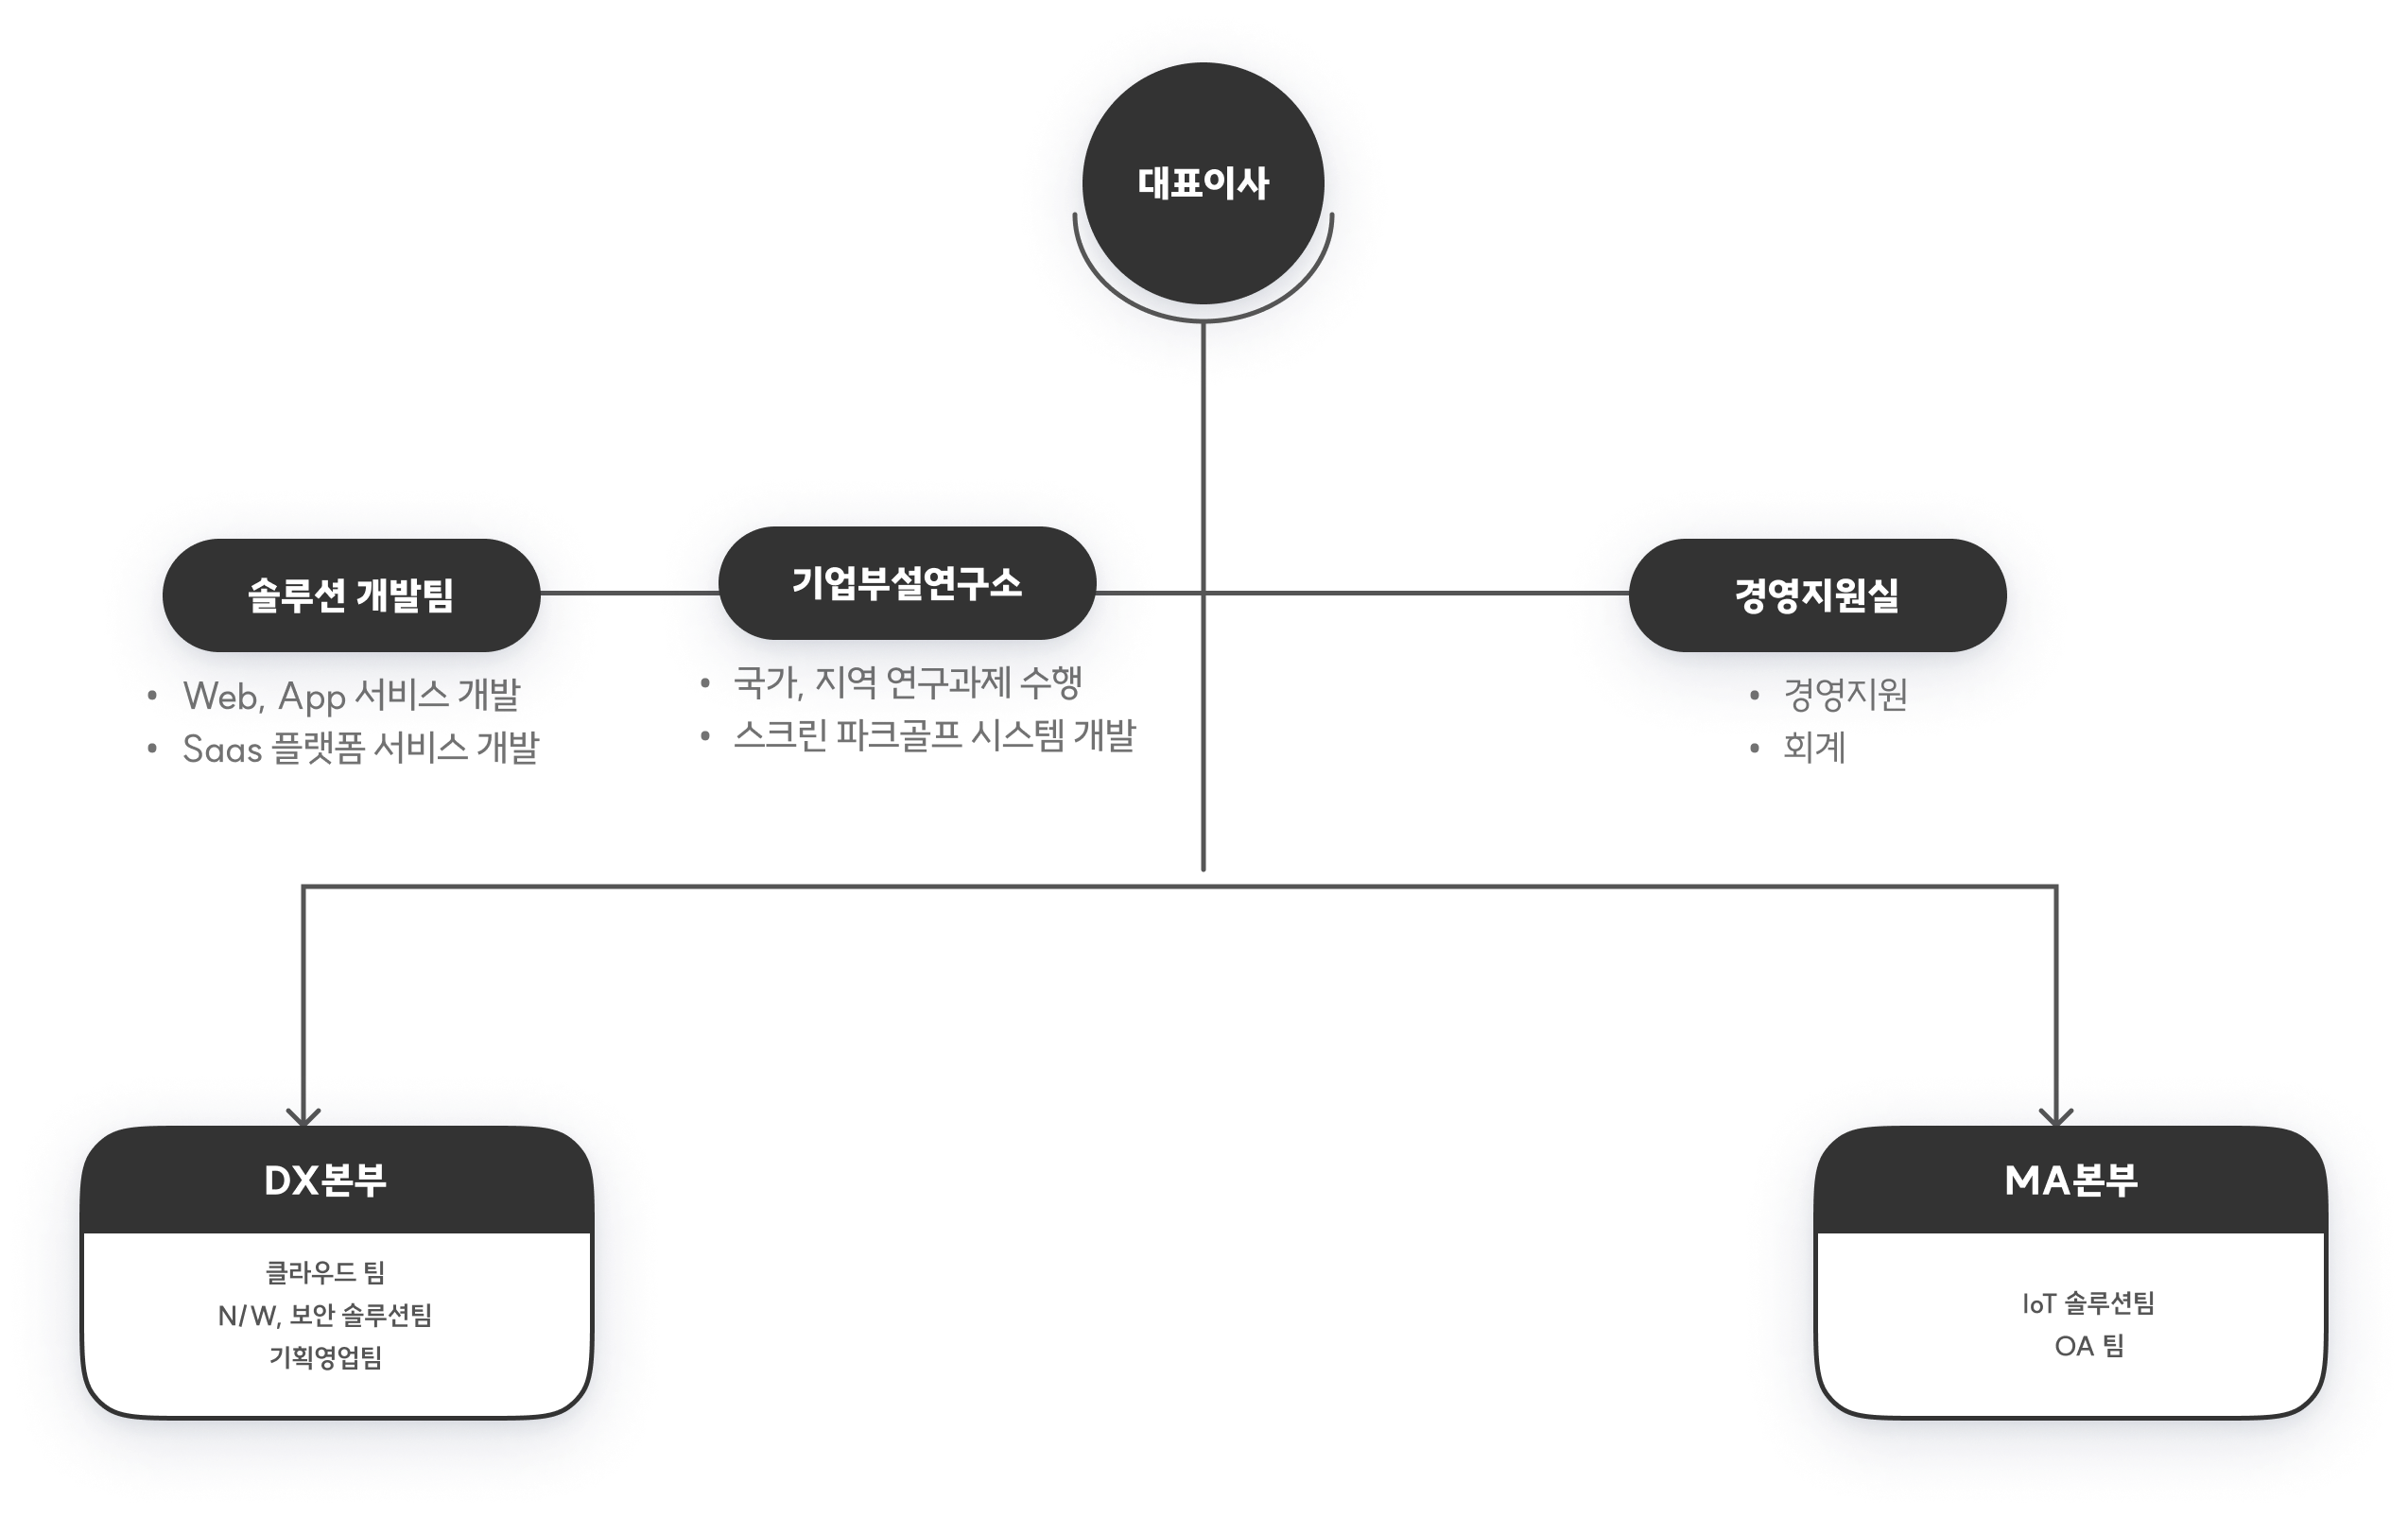 대표이사
솔루션 개발팀
• Web, App 서비스 개발
• Saas 플랫폼 서비스 개발
기업부설연구소
• 국가, 지역 연구과제 수행
• 스크린 파크골프 시스템 개발
경영지원실
• 경영지원
• 회계
DX본부
클라우드 팀
N/W, 보안 솔루션팀
기획영업팀
MA본부
IoT 솔루션팀
OA 팀